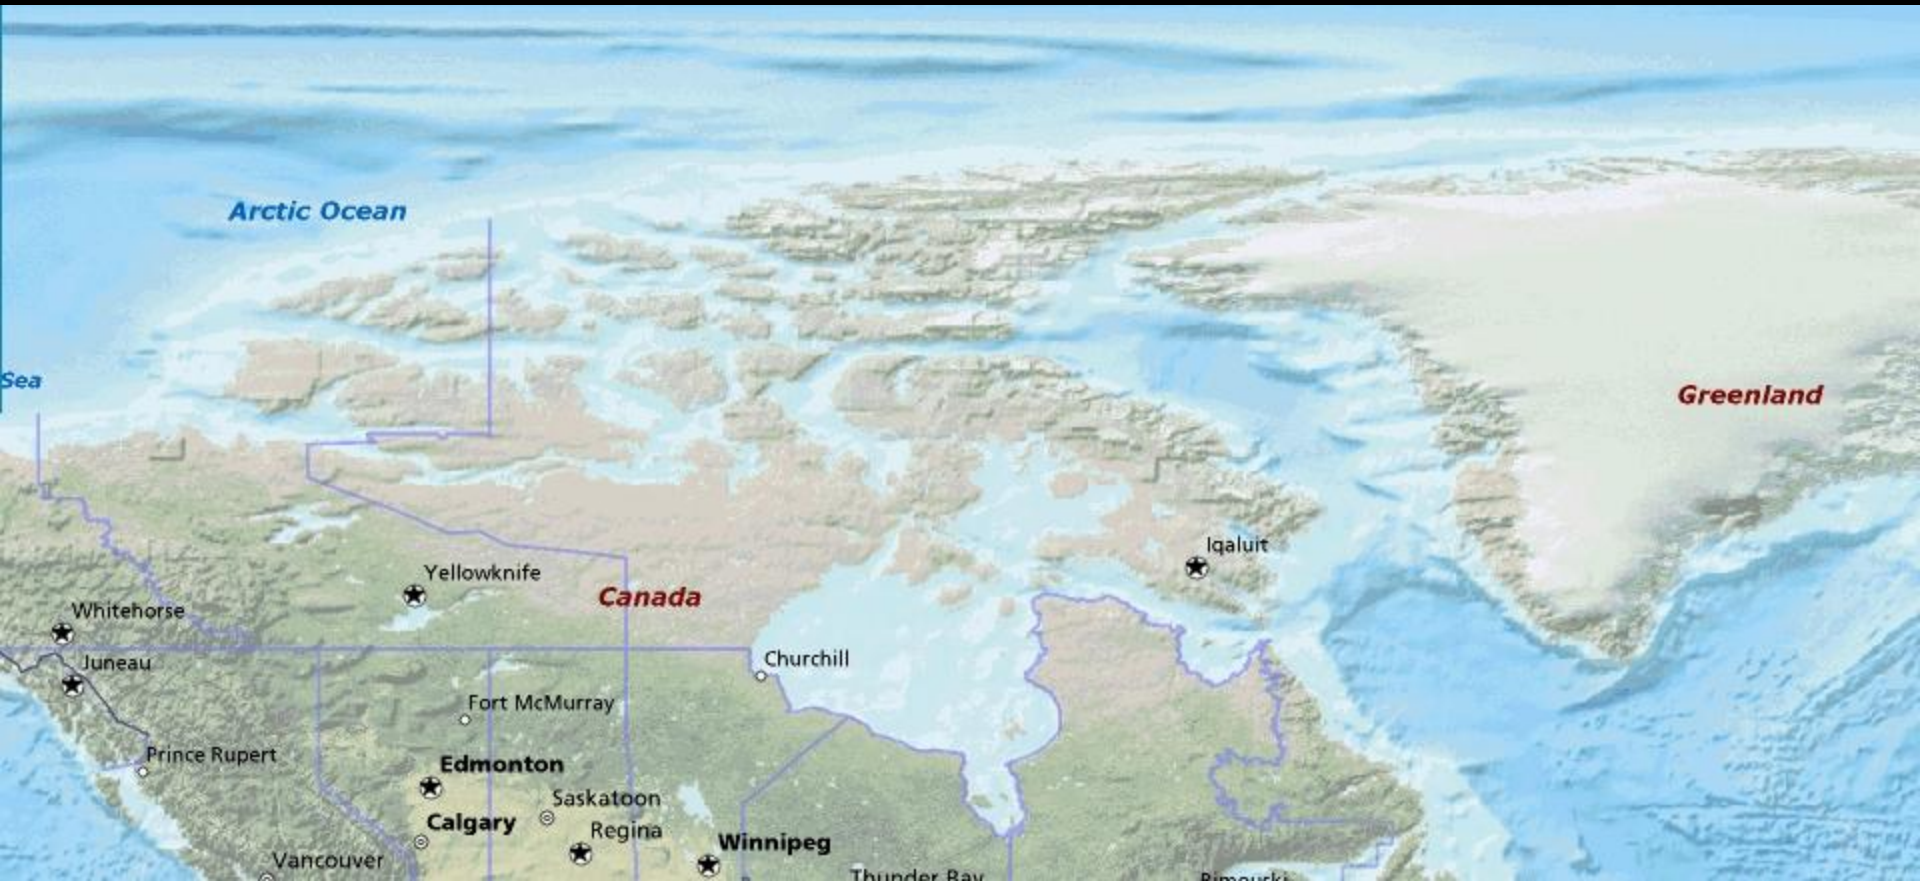 Arctic Ocean
Sea
Greenland
Iqaluit
Yellowknife
Canada
Whitehorse
Juneau
Churchill
Fort McMurray
Prince Rupert
Edmonton
Saskatoon
Calgary
Regina
Winnipeg
Vancouver
Thunder Bay
Rimouski